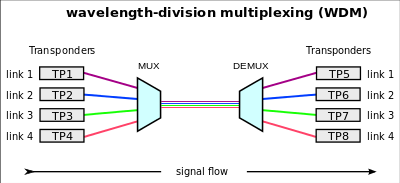 wavelength-division multiplexing (WDM)
Transponders Transponders
MUX DEMUX
link 1 TP1 TP5 link 1
link 2 TP2 TP6 link 2
link 3 TP3 TP7 link 3
link 4 TP4 TP8 link 4
signal flow